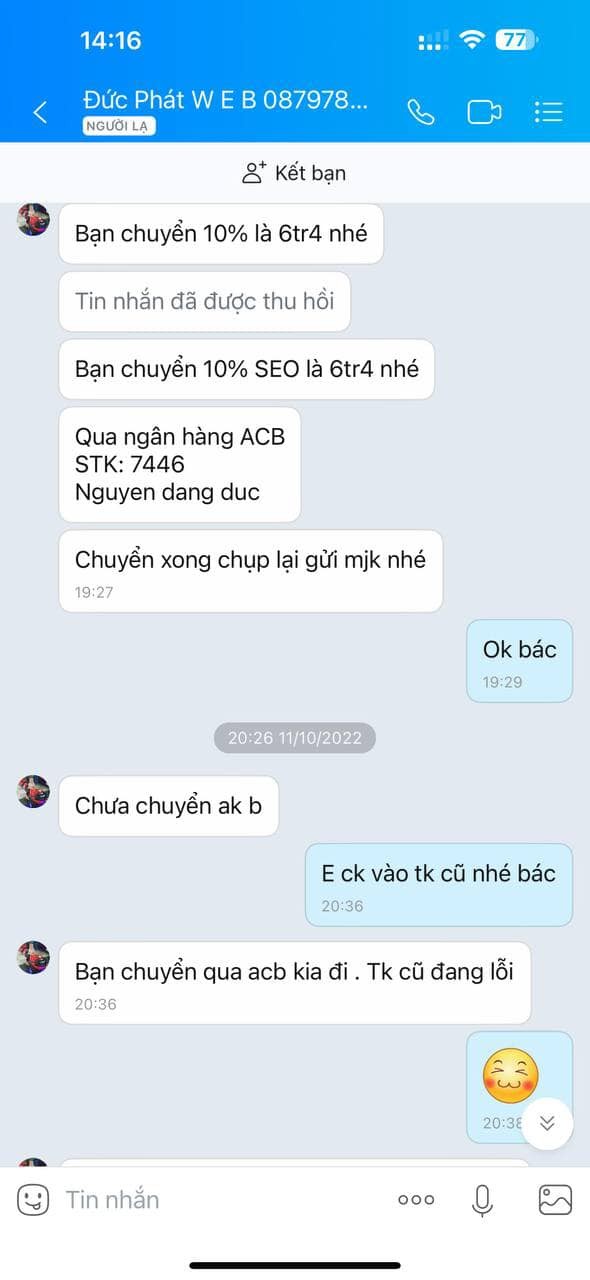 14:16
77
Đức Phát W E B 087978...
NGƯỜI LẠ
Kết bạn
Bạn chuyển 10% là 6tr4 nhé
Tin nhắn đã được thu hồi
Bạn chuyển 10% SEO là 6tr4 nhé
Qua ngân hàng ACB
STK: 7446
Nguyen dang duc
Chuyển xong chụp lại gửi mjk nhé
19:27
Ok bác
19:29
20:26 11/10/2022
Chưa chuyển ak b
E ck vào tk cũ nhé bác
20:36
Bạn chuyển qua acb kia đi . Tk cũ đang lỗi
20:36
20:38
Tin nhắn